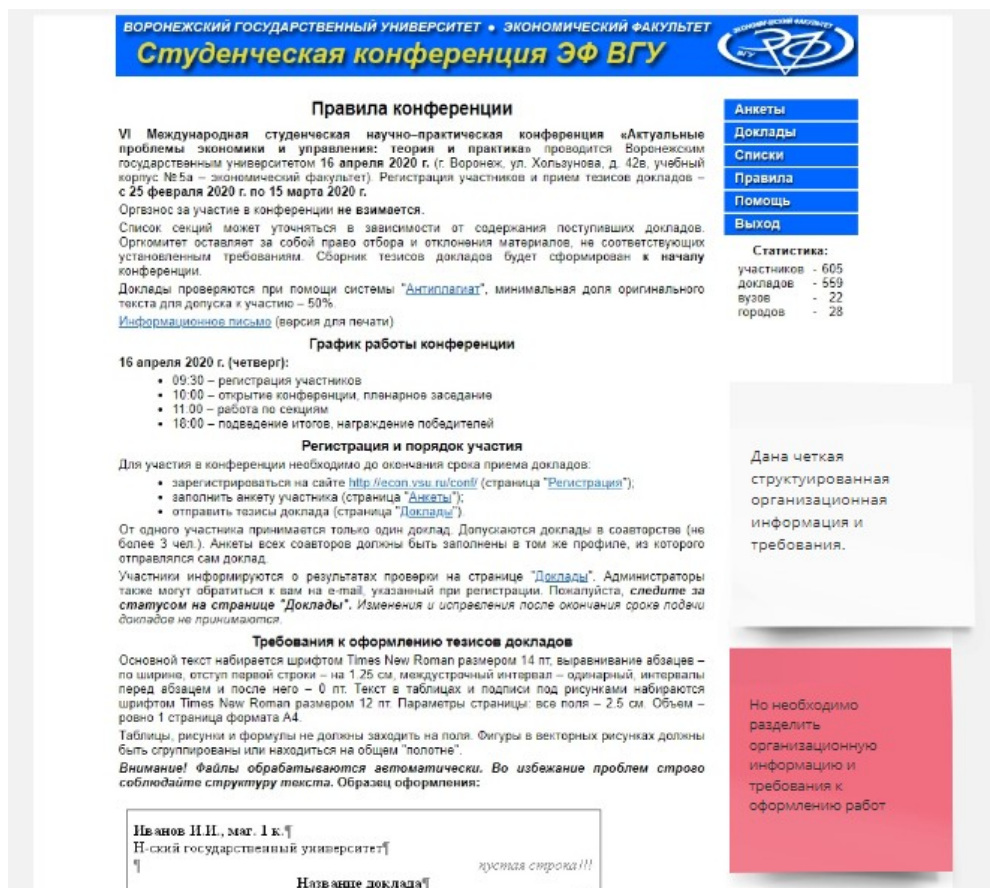 ВОРОНЕЖСКИЙ ГОСУДАРСТВЕННЫЙ УНИВЕРСИТЕТ • ЭКОНОМИЧЕСКИЙ ФАКУЛЬТЕТ
Студенческая конференция ЭФ ВГУ
ЭКОНОМИЧЕСКИЙ ФАКУЛЬТЕТ
ВГУ
Правила конференции
VI Международная студенческая научно–практическая конференция «Актуальные
проблемы экономики и управления: теория и практика» проводится Воронежским
государственным университетом 16 апреля 2020 г. (г. Воронеж, ул. Хользунова, д. 42в, учебный
корпус №5а – экономический факультет). Регистрация участников и прием тезисов докладов –
с 25 февраля 2020 г. по 15 марта 2020 г.
Оргвзнос за участие в конференции не взимается.
Список секций может уточняться в зависимости от содержания поступивших докладов.
Оргкомитет оставляет за собой право отбора и отклонения материалов, не соответствующих
установленным требованиям. Сборник тезисов докладов будет сформирован к началу
конференции.
Доклады проверяются при помощи системы "Антиплагиат", минимальная доля оригинального
текста для допуска к участию – 50%.
Информационное письмо (версия для печати)
График работы конференции
16 апреля 2020 г. (четверг):
• 09:30 – регистрация участников
• 10:00 – открытие конференции, пленарное заседание
• 11:00 – работа по секциям
• 18:00 – подведение итогов, награждение победителей
Регистрация и порядок участия
Для участия в конференции необходимо до окончания срока приема докладов:
• зарегистрироваться на сайте http://econ.vsu.ru/conf/ (страница "Регистрация");
• заполнить анкету участника (страница "Анкеты");
• отправить тезисы доклада (страница "Доклады").
От одного участника принимается только один доклад. Допускаются доклады в соавторстве (не
более 3 чел.). Анкеты всех соавторов должны быть заполнены в том же профиле, из которого
отправлялся сам доклад.
Участники информируются о результатах проверки на странице "Доклады". Администраторы
также могут обратиться к вам на e-mail, указанный при регистрации. Пожалуйста, следите за
статусом на странице "Доклады". Изменения и исправления после окончания срока подачи
докладов не принимаются.
Требования к оформлению тезисов докладов
Основной текст набирается шрифтом Times New Roman размером 14 пт, выравнивание абзацев –
по ширине, отступ первой строки – на 1.25 см, междустрочный интервал – одинарный, интервалы
перед абзацем и после него – 0 пт. Текст в таблицах и подписи под рисунками набираются
шрифтом Times New Roman размером 12 пт. Параметры страницы: все поля – 2.5 см. Объем –
ровно 1 страница формата А4.
Таблицы, рисунки и формулы не должны заходить на поля. Фигуры в векторных рисунках должны
быть сгруппированы или находиться на общем "полотне".
Внимание! Файлы обрабатываются автоматически. Во избежание проблем строго
соблюдайте структуру текста. Образец оформления:
Иванов И.И., маг. 1 к.¶
Н-ский государственный университет¶
¶ пустая строка!!!
Название доклада¶
Анкеты
Доклады
Списки
Правила
Помощь
Выход
Статистика:
участников - 605
докладов - 559
вузов - 22
городов - 28
Дана четкая
структуированная
организационная
информация и
требования.
Но необходимо
разделить
организационную
информацию и
требования к
оформлению работ